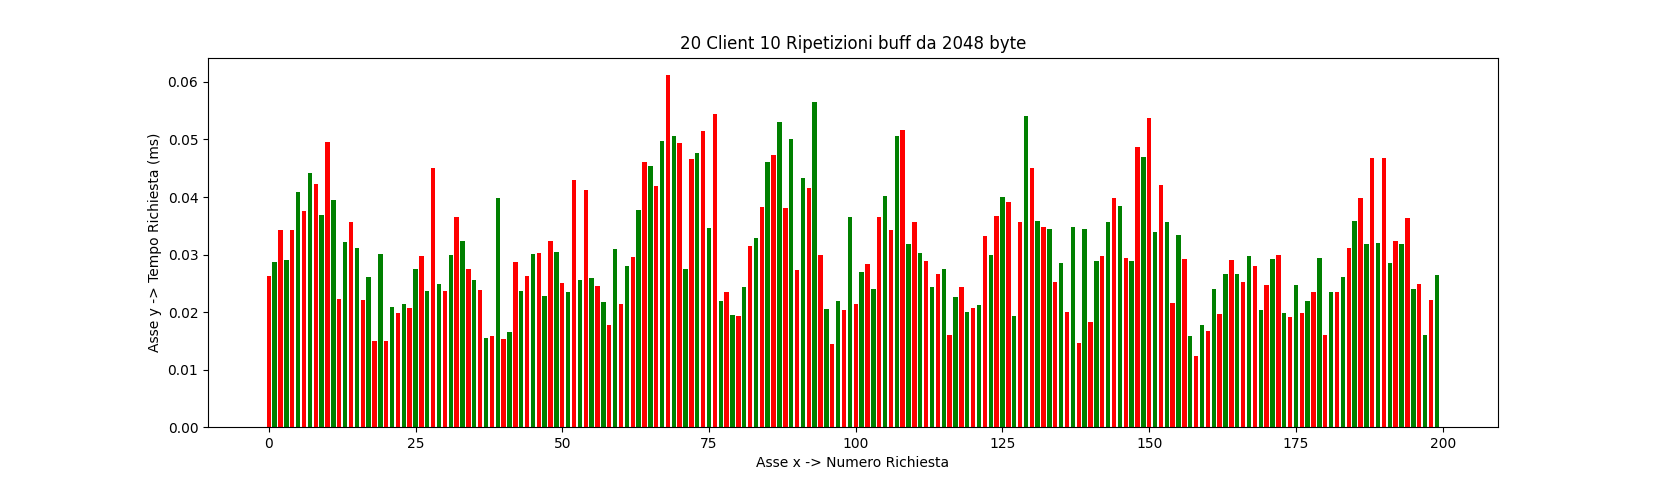 20 Client 10 Ripetizioni buff da 2048 byte
Asse y -> Tempo Richiesta (ms)
0.06
0.05
0.04
0.03
0.02
0.01
0.00
0 25 50 75 100 125 150 175 200
Asse x -> Numero Richiesta